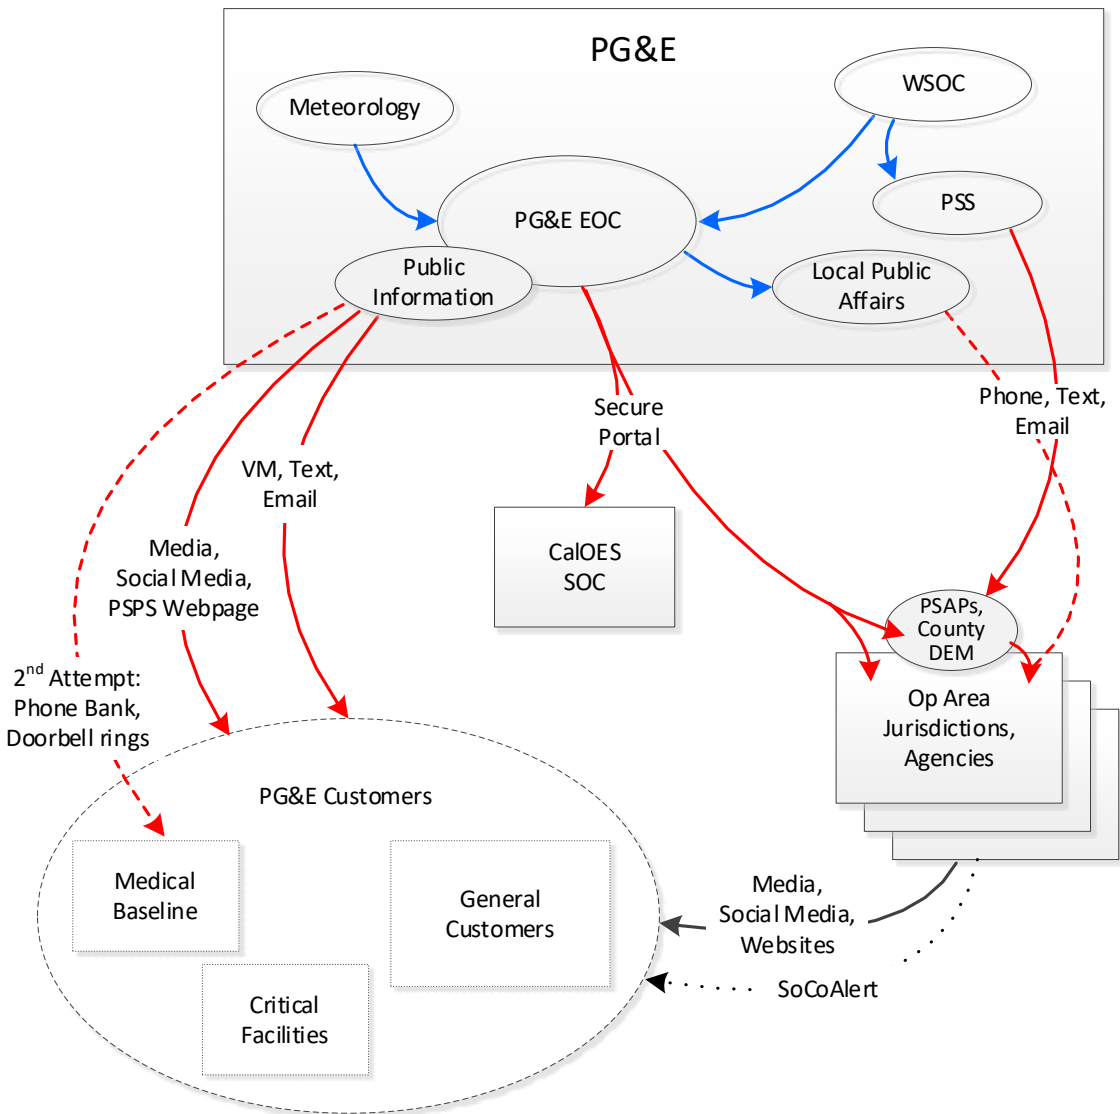 PG&E
Meteorology
WSOC
PSS
PG&E EOC
Public
Information
Local Public
Affairs
Secure
Portal
Phone, Text,
Email
VM, Text,
Email
Media,
Social Media,
PSPS Webpage
CalOES
SOC
PSAPs,
County
DEM
2nd Attempt:
Phone Bank,
Doorbell rings
Op Area
Jurisdictions,
Agencies
PG&E Customers
Medical
Baseline
General
Customers
Critical
Facilities
Media,
Social Media,
Websites
SoCoAlert